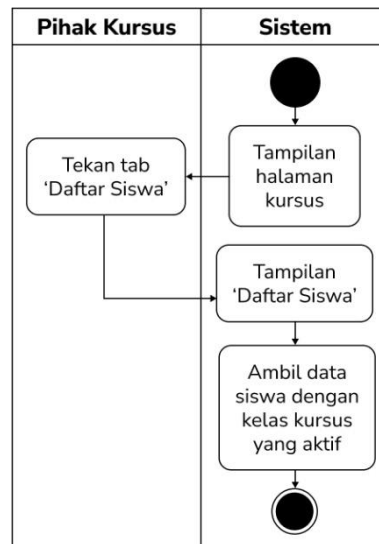 Pihak Kursus
Sistem
Tampilan
halaman
kursus
Tekan tab
‘Daftar Siswa’
Tampilan
‘Daftar Siswa’
Ambil data
siswa dengan
kelas kursus
yang aktif